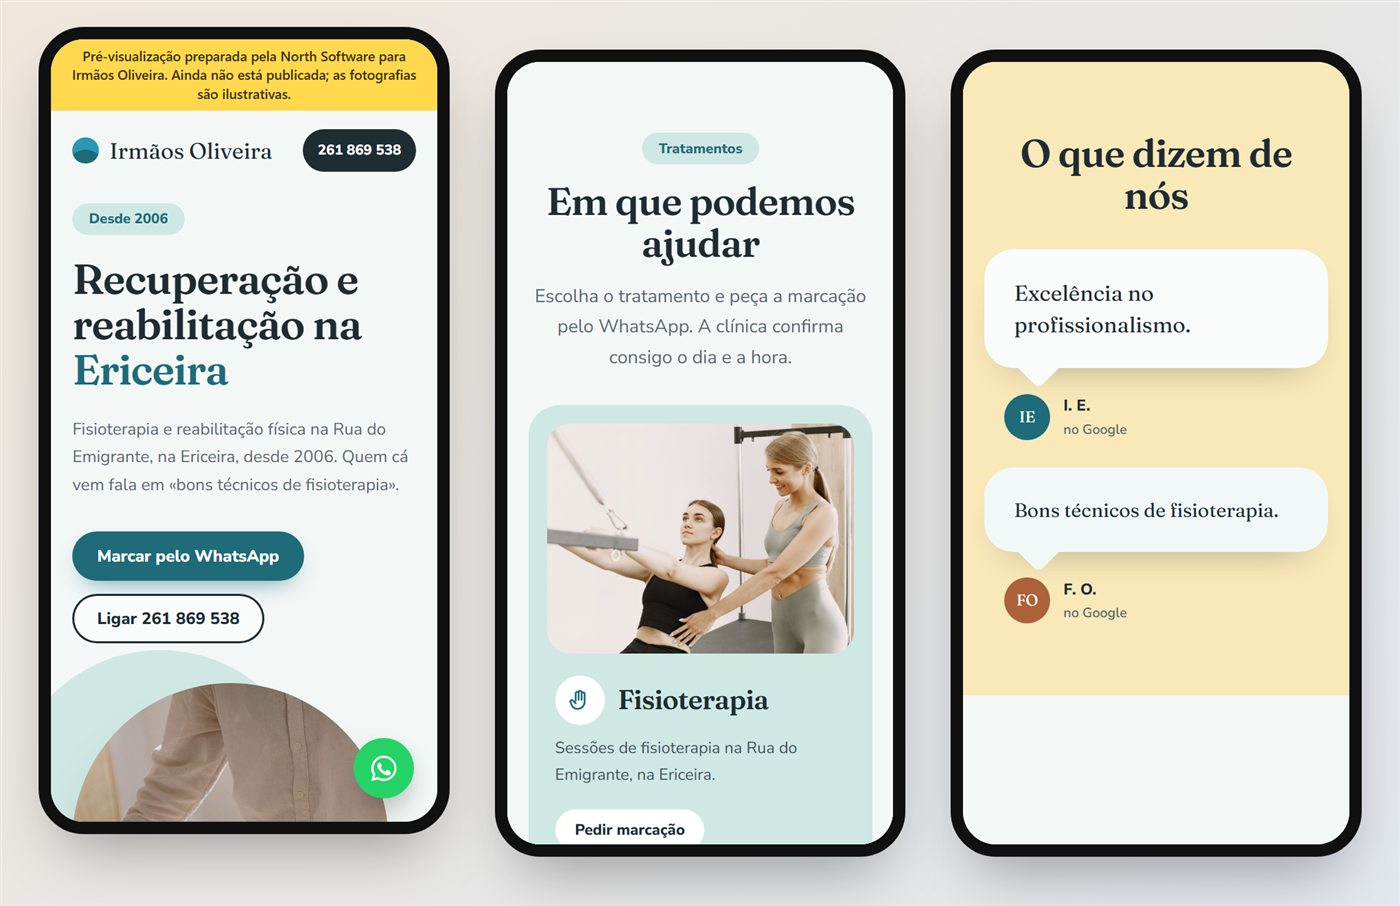 Pré-visualização preparada pela North Software para
Irmãos Oliveira. Ainda não está publicada; as fotografias
são ilustrativas.
Irmãos Oliveira
261 869 538
Desde 2006
Recuperação e
reabilitação na
Ericeira
Fisioterapia e reabilitação física na Rua do
Emigrante, na Ericeira, desde 2006. Quem cá
vem fala em «bons técnicos de fisioterapia».
Marcar pelo WhatsApp
Ligar 261 869 538
Tratamentos
Em que podemos
ajudar
Escolha o tratamento e peça a marcação
pelo WhatsApp. A clínica confirma
consigo o dia e a hora.
Fisioterapia
Sessões de fisioterapia na Rua do
Emigrante, na Ericeira.
Pedir marcação
O que dizem de
nós
Excelência no
profissionalismo.
IE
I. E.
no Google
Bons técnicos de fisioterapia.
FO
F. O.
no Google